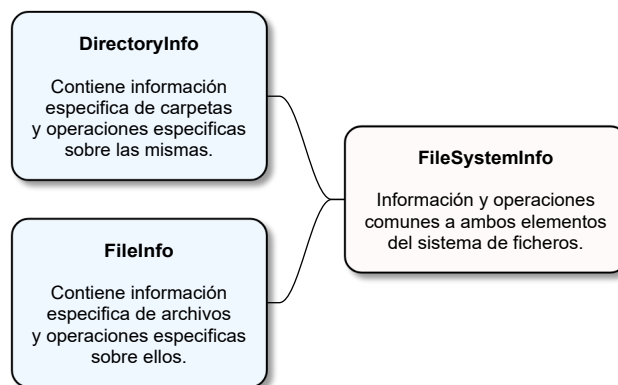 DirectoryInfo
Contiene información
especifica de carpetas
y operaciones especificas
sobre las mismas.
FileInfo
Contiene información
especifica de archivos
y operaciones especificas
sobre ellos.
FileSystemInfo
Información y operaciones
comunes a ambos elementos
del sistema de ficheros.